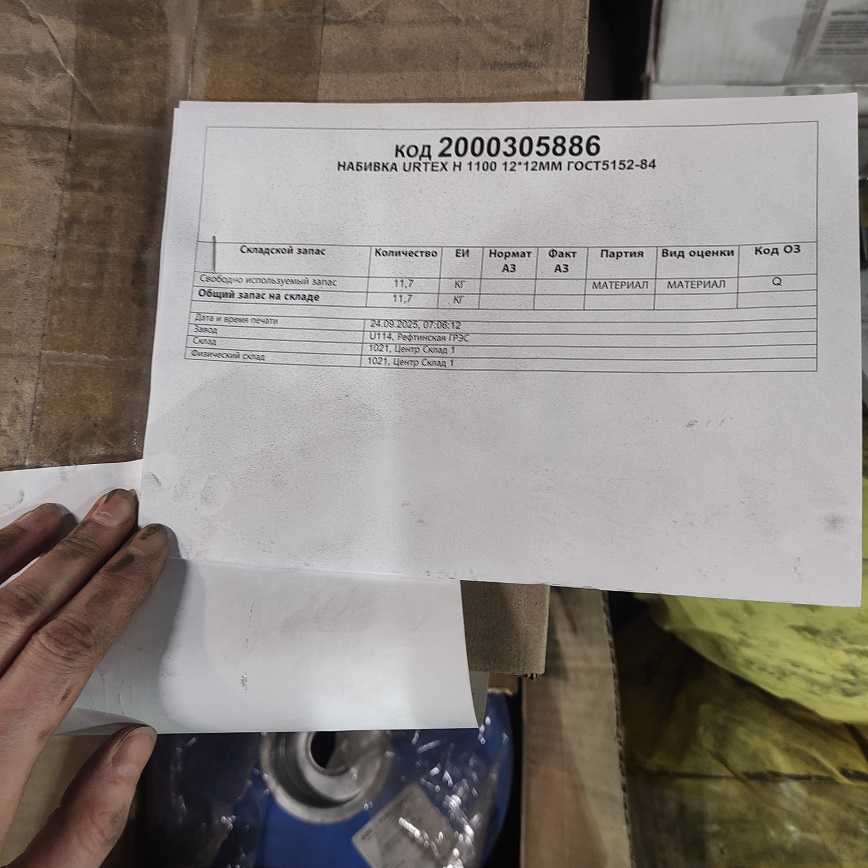 КОД 2000305886
НАБИВКА URTEX H 1100 12*12ММ ГОСТ5152-84
Складской запас Количество ЕИ Нормат АЗ Факт АЗ Партия Вид оценки Код ОЗ
Свободно используемый запас 11,7 КГ МАТЕРИАЛ МАТЕРИАЛ Q
Общий запас на складе 11,7 КГ
Дата и время печати 24.09.2025, 07:06:12
Завод U114, Рефтинская ГРЭС
Склад 1021, Центр Склад 1
Физический склад 1021, Центр Склад 1